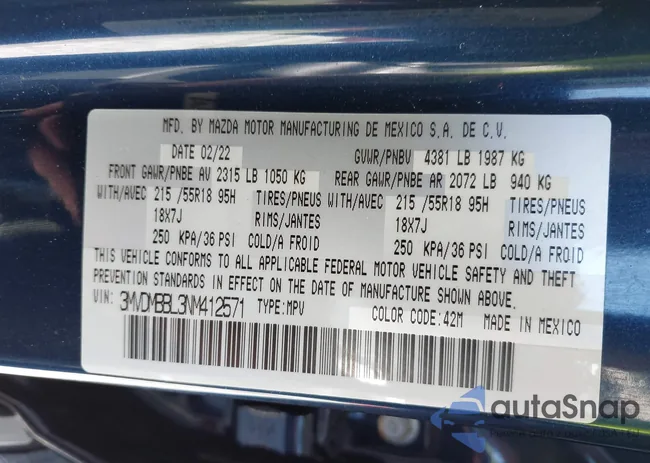 MFD. BY MAZDA MOTOR MANUFACTURING DE MEXICO S.A. DE C.V.
DATE 02/22 GVWR/PNBV 4381 LB 1987 KG
FRONT GAWR/PNBE AV 2315 LB 1050 KG REAR GAWR/PNBE AR 2072 LB 940 KG
WITH/AVEC 215 /55R18 95H TIRES/PNEUS WITH/AVEC 215 /55R18 95H TIRES/PNEUS
18X7J RIMS/JANTES 18X7J RIMS/JANTES
250 KPA/36 PSI COLD/A FROID 250 KPA/36 PSI COLD/A FROID
THIS VEHICLE CONFORMS TO ALL APPLICABLE FEDERAL MOTOR VEHICLE SAFETY AND THEFT
PREVENTION STANDARDS IN EFFECT ON THE DATE OF MANUFACTURE SHOWN ABOVE.
VIN: 3MVDMBBL3NM412571 TYPE:MPV COLOR CODE:42M MADE IN MEXICO
autaSnap